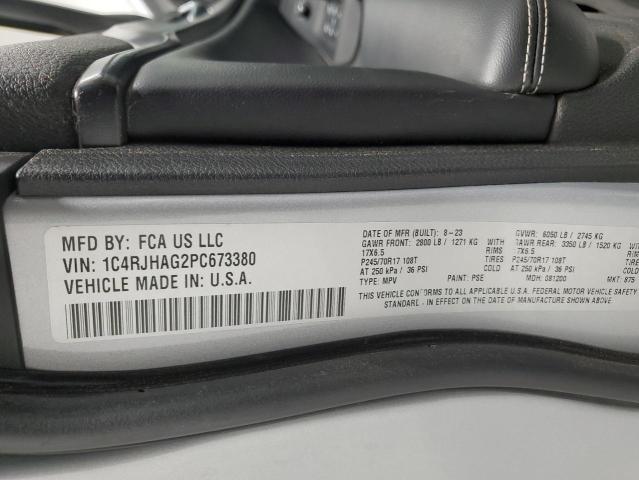 MFD BY: FCA US LLC
VIN: 1C4RJHAG2PC673380
VEHICLE MADE IN: U.S.A.
DATE OF MFR (BUILT): 8-23 GVWR: 6050 LB / 2745 KG
GAWR FRONT: 2800 LB / 1271 KG WITH GAWR REAR: 3350 LB / 1520 KG WITH
17X6.5 RIMS 17X6.5 RIMS
P245/70R17 108T TIRES P245/70R17 108T TIRES
AT 250 kPa / 36 PSI AT 250 kPa / 36 PSI
TYPE: MPV PAINT: PSE MDH: 081200 MKT: 875
THIS VEHICLE CONFORMS TO ALL APPLICABLE U.S.A. FEDERAL MOTOR VEHICLE SAFETY
STANDARD IN EFFECT ON THE DATE OF MANUFACTURE SHOWN ABOVE.